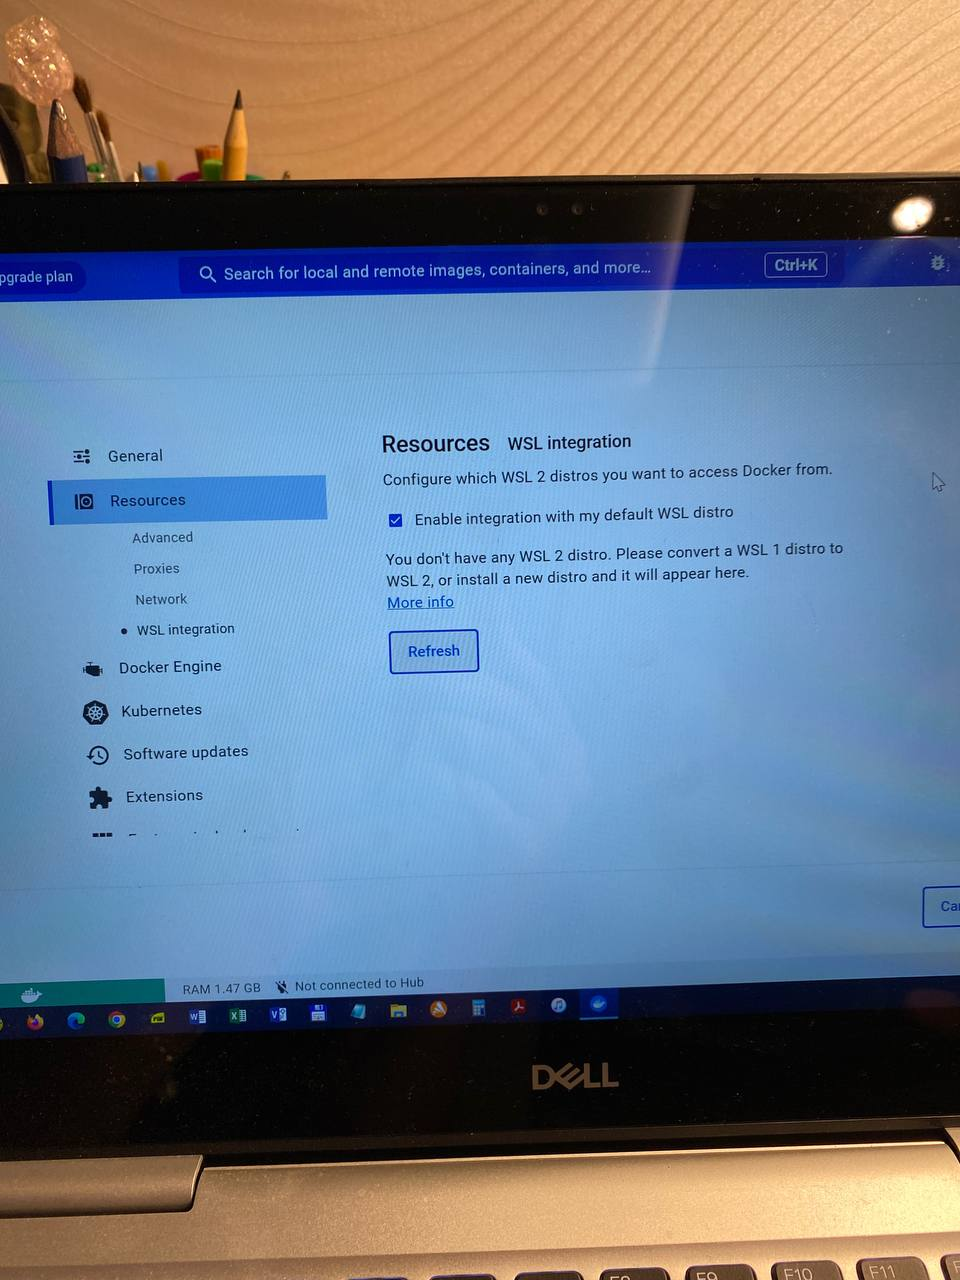 pgrade plan
Search for local and remote images, containers, and more...
Ctrl+K
General
Resources
Advanced
Proxies
Network
WSL integration
Docker Engine
Kubernetes
Software updates
Extensions
Resources WSL integration
Configure which WSL 2 distros you want to access Docker from.
Enable integration with my default WSL distro
You don't have any WSL 2 distro. Please convert a WSL 1 distro to
WSL 2, or install a new distro and it will appear here.
More info
Refresh
RAM 1.47 GB
Not connected to Hub
DELL
F9
F10
F11